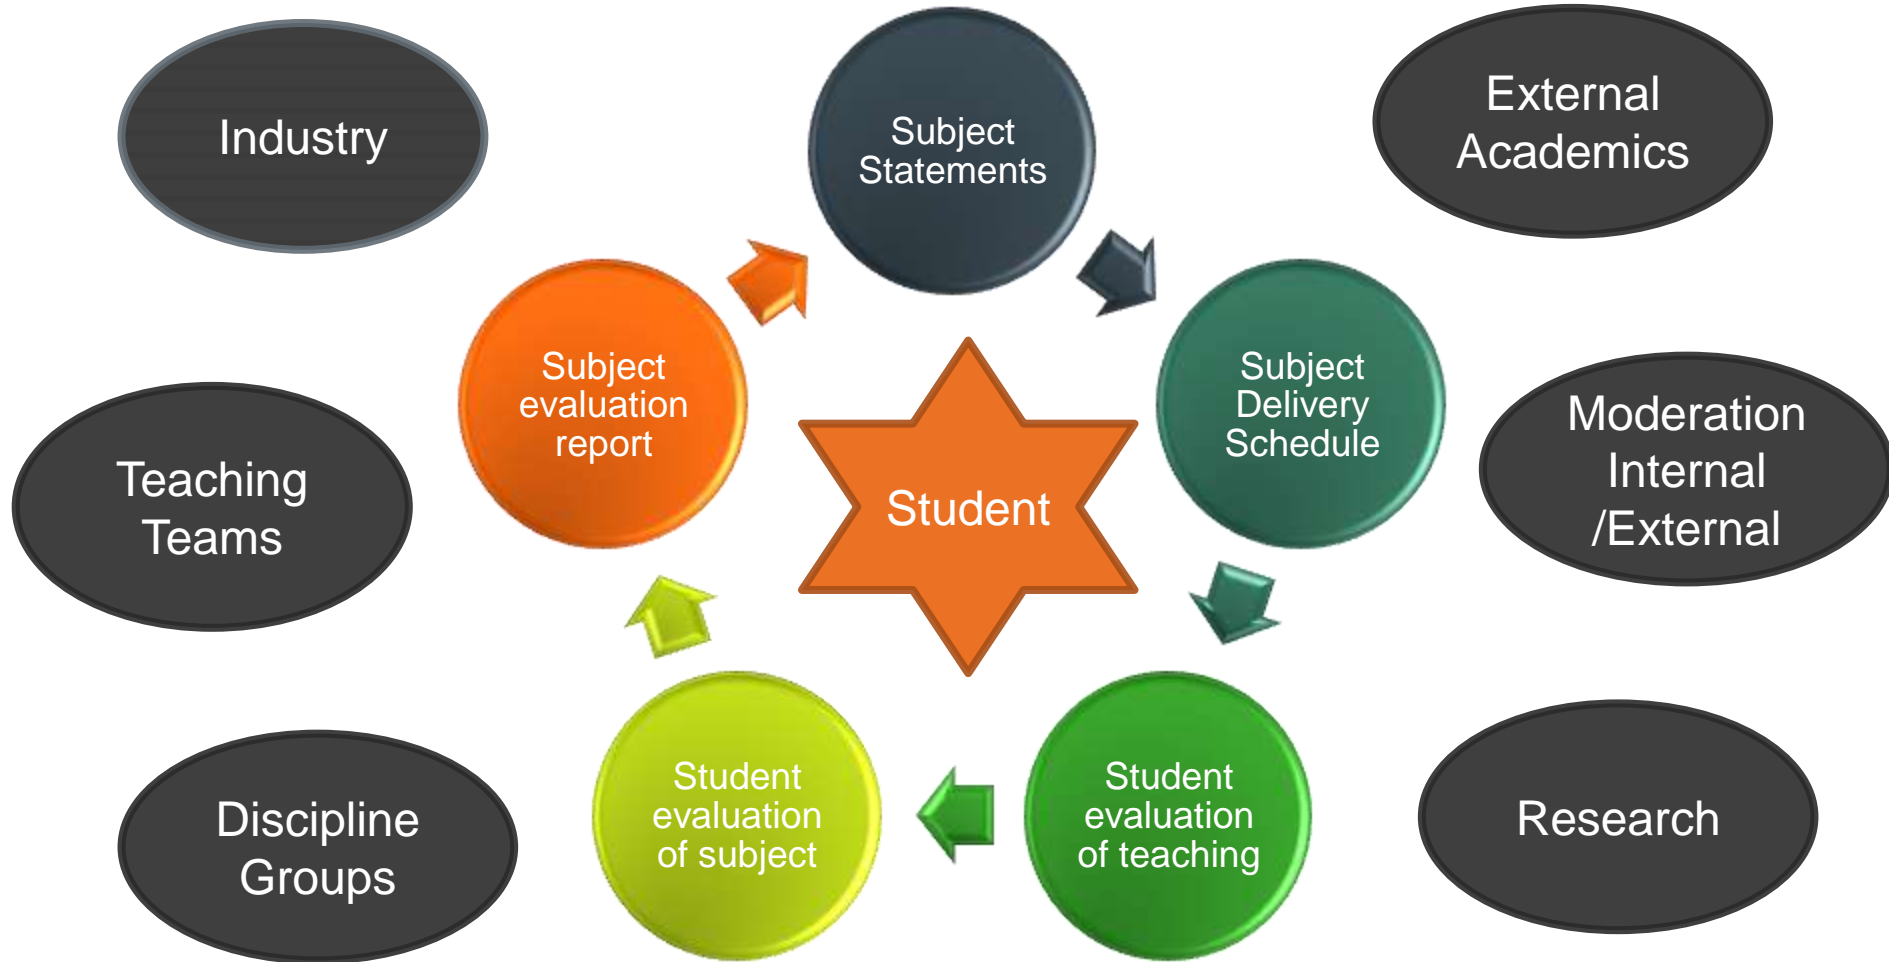 Industry
Subject
Statements
External
Academics
Subject
evaluation
report
Subject
Delivery
Schedule
Teaching
Teams
Student
Moderation
Internal
/External
Discipline
Groups
Student
evaluation
of subject
Student
evaluation
of teaching
Research